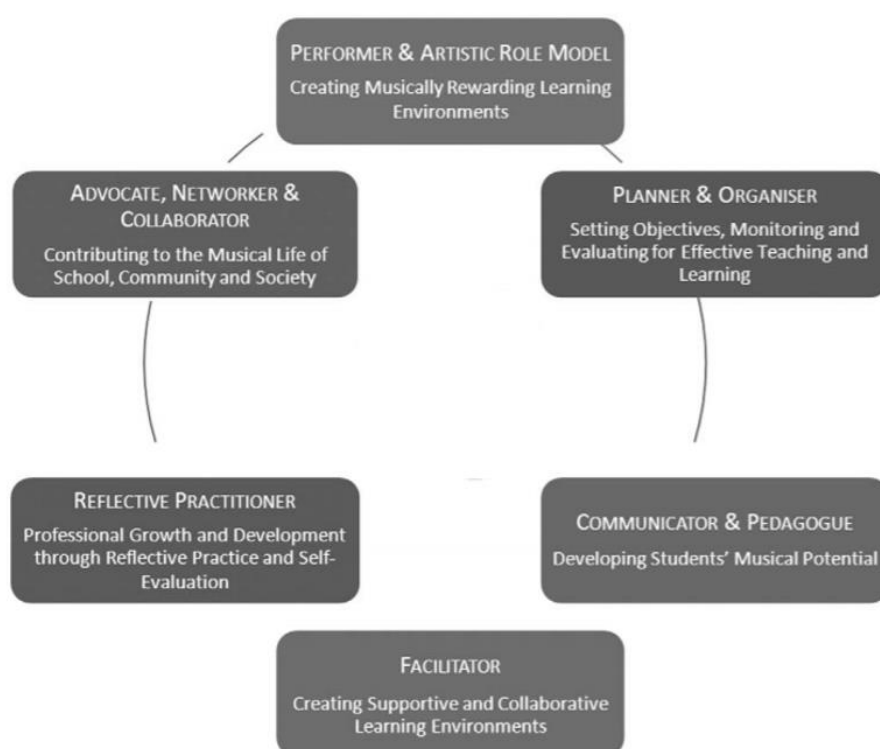 PERFORMER & ARTISTIC ROLE MODEL
Creating Musically Rewarding Learning
Environments
ADVOCATE, NETWORKER &
COLLABORATOR
Contributing to the Musical Life of
School, Community and Society
PLANNER & ORGANISER
Setting Objectives, Monitoring and
Evaluating for Effective Teaching and
Learning
REFLECTIVE PRACTITIONER
Professional Growth and Development
through Reflective Practice and Self-
Evaluation
COMMUNICATOR & PEDAGOGUE
Developing Students’ Musical Potential
FACILITATOR
Creating Supportive and Collaborative
Learning Environments